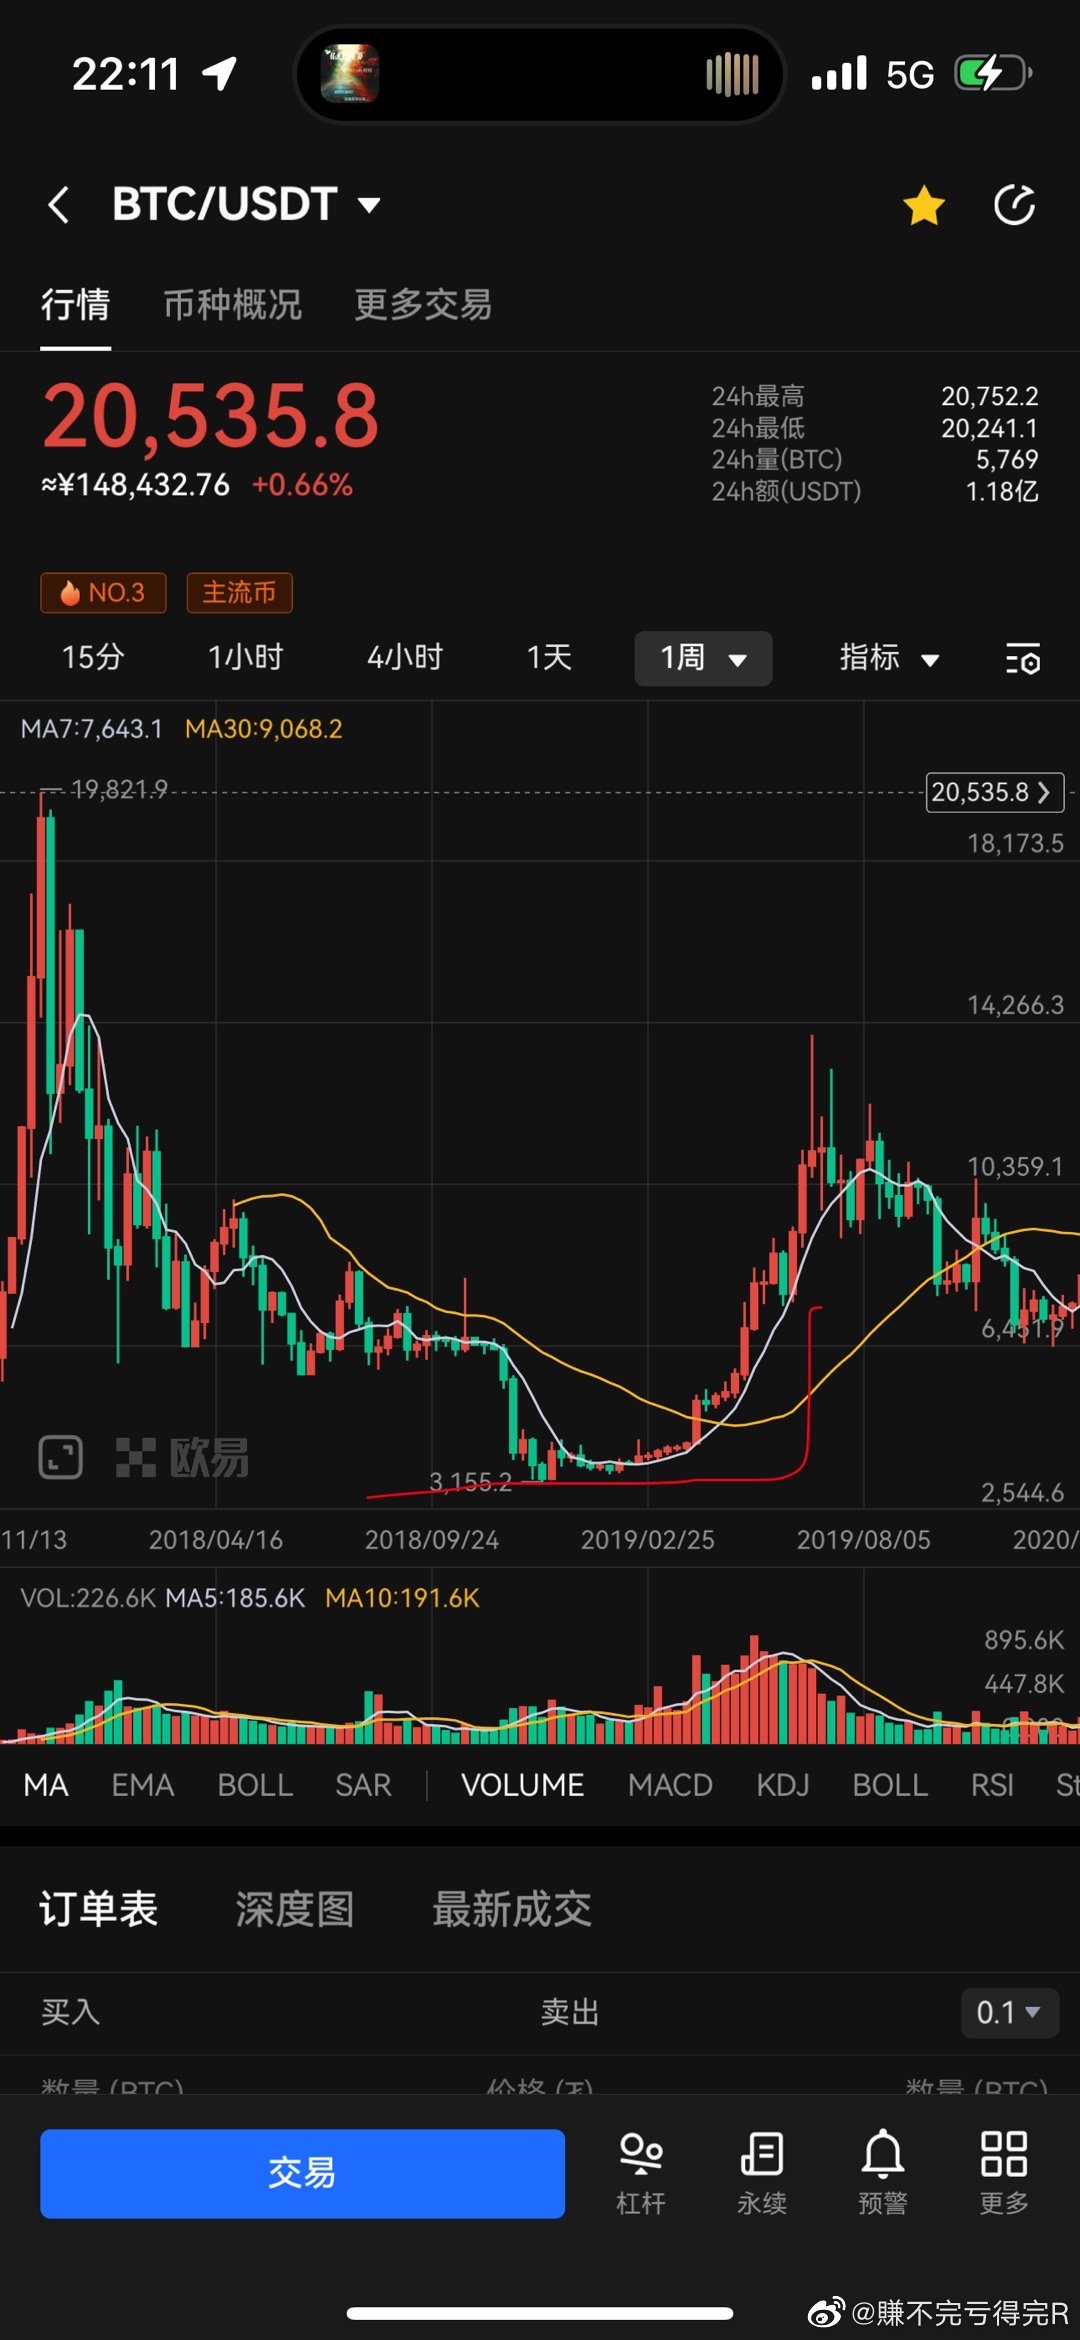 22:11
5G
BTC/USDT
行情 币种概况 更多交易
20,535.8
≈¥148,432.76 +0.66%
24h最高 20,752.2
24h最低 20,241.1
24h量(BTC) 5,769
24h额(USDT) 1.18亿
NO.3 主流币
15分 1小时 4小时 1天 1周 指标
MA7:7,643.1 MA30:9,068.2
19,821.9
20,535.8
18,173.5
14,266.3
10,359.1
6,451.9
欧易
3,155.2
2,544.6
11/13 2018/04/16 2018/09/24 2019/02/25 2019/08/05 2020/
VOL:226.6K MA5:185.6K MA10:191.6K
895.6K
447.8K
MA EMA BOLL SAR VOLUME MACD KDJ BOLL RSI St
订单表 深度图 最新成交
买入 卖出 0.1
数量 (BTC) 价格 (₮) 数量 (BTC)
交易
杠杆 永续 预警 更多
@賺不完亏得完R